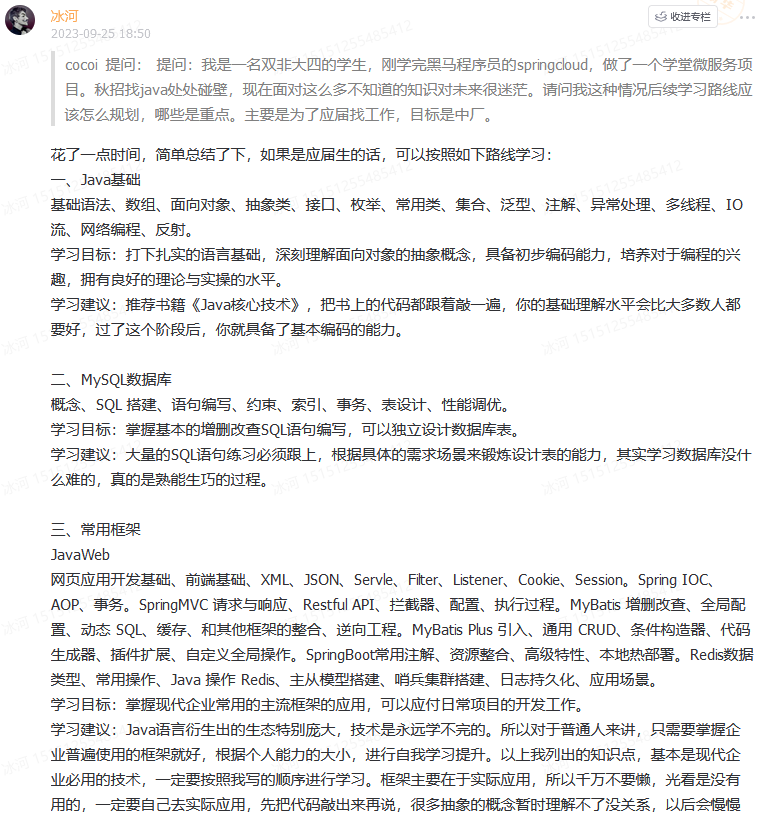 冰河
收进专栏
2023-09-25 18:50
cocoi 提问： 提问：我是一名双非大四的学生，刚学完黑马程序员的springcloud，做了一个学堂微服务项
目。秋招找java处处碰壁，现在面对这么多不知道的知识对未来很迷茫。请问我这种情况后续学习路线应
该怎么规划，哪些是重点。主要是为了应届找工作，目标是中厂。
花了一点时间，简单总结了下，如果是应届生的话，可以按照如下路线学习：
一、Java基础
基础语法、数组、面向对象、抽象类、接口、枚举、常用类、集合、泛型、注解、异常处理、多线程、IO
流、网络编程、反射。
学习目标：打下扎实的语言基础，深刻理解面向对象的抽象概念，具备初步编码能力，培养对于编程的兴
趣，拥有良好的理论与实操的水平。
学习建议：推荐书籍《Java核心技术》，把书上的代码都跟着敲一遍，你的基础理解水平会比大多数人都
要好，过了这个阶段后，你就具备了基本编码的能力。
二、MySQL数据库
概念、SQL 搭建、语句编写、约束、索引、事务、表设计、性能调优。
学习目标：掌握基本的增删改查SQL语句编写，可以独立设计数据库表。
学习建议：大量的SQL语句练习必须跟上，根据具体的需求场景来锻炼设计表的能力，其实学习数据库没什
么难的，真的是熟能生巧的过程。
三、常用框架
JavaWeb
网页应用开发基础、前端基础、XML、JSON、Servle、Filter、Listener、Cookie、Session。Spring IOC、
AOP、事务。SpringMVC 请求与响应、Restful API、拦截器、配置、执行过程。MyBatis 增删改查、全局配
置、动态 SQL、缓存、和其他框架的整合、逆向工程。MyBatis Plus 引入、通用 CRUD、条件构造器、代码
生成器、插件扩展、自定义全局操作。SpringBoot常用注解、资源整合、高级特性、本地热部署。Redis数据
类型、常用操作、Java 操作 Redis、主从模型搭建、哨兵集群搭建、日志持久化、应用场景。
学习目标：掌握现代企业常用的主流框架的应用，可以应付日常项目的开发工作。
学习建议：Java语言衍生出的生态特别庞大，技术是永远学不完的。所以对于普通人来讲，只需要掌握企
业普遍使用的框架就好，根据个人能力的大小，进行自我学习提升。以上我列出的知识点，基本是现代企
业必用的技术，一定要按照我写的顺序进行学习。框架主要在于实际应用，所以千万不要懒，光看是没有
用的，一定要自己去实际应用，先把代码敲出来再说，很多抽象的概念暂时理解不了没关系，以后会慢慢
冰河 15151255485412